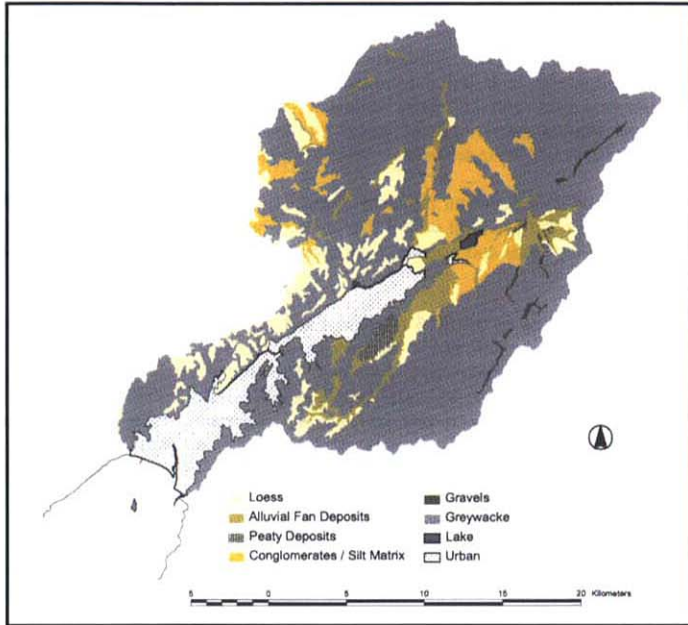 Loess
Alluvial Fan Deposits
Peaty Deposits
Conglomerates / Silt Matrix
Gravels
Greywacke
Lake
Urban
5 0 5 10 15 20 Kilometers